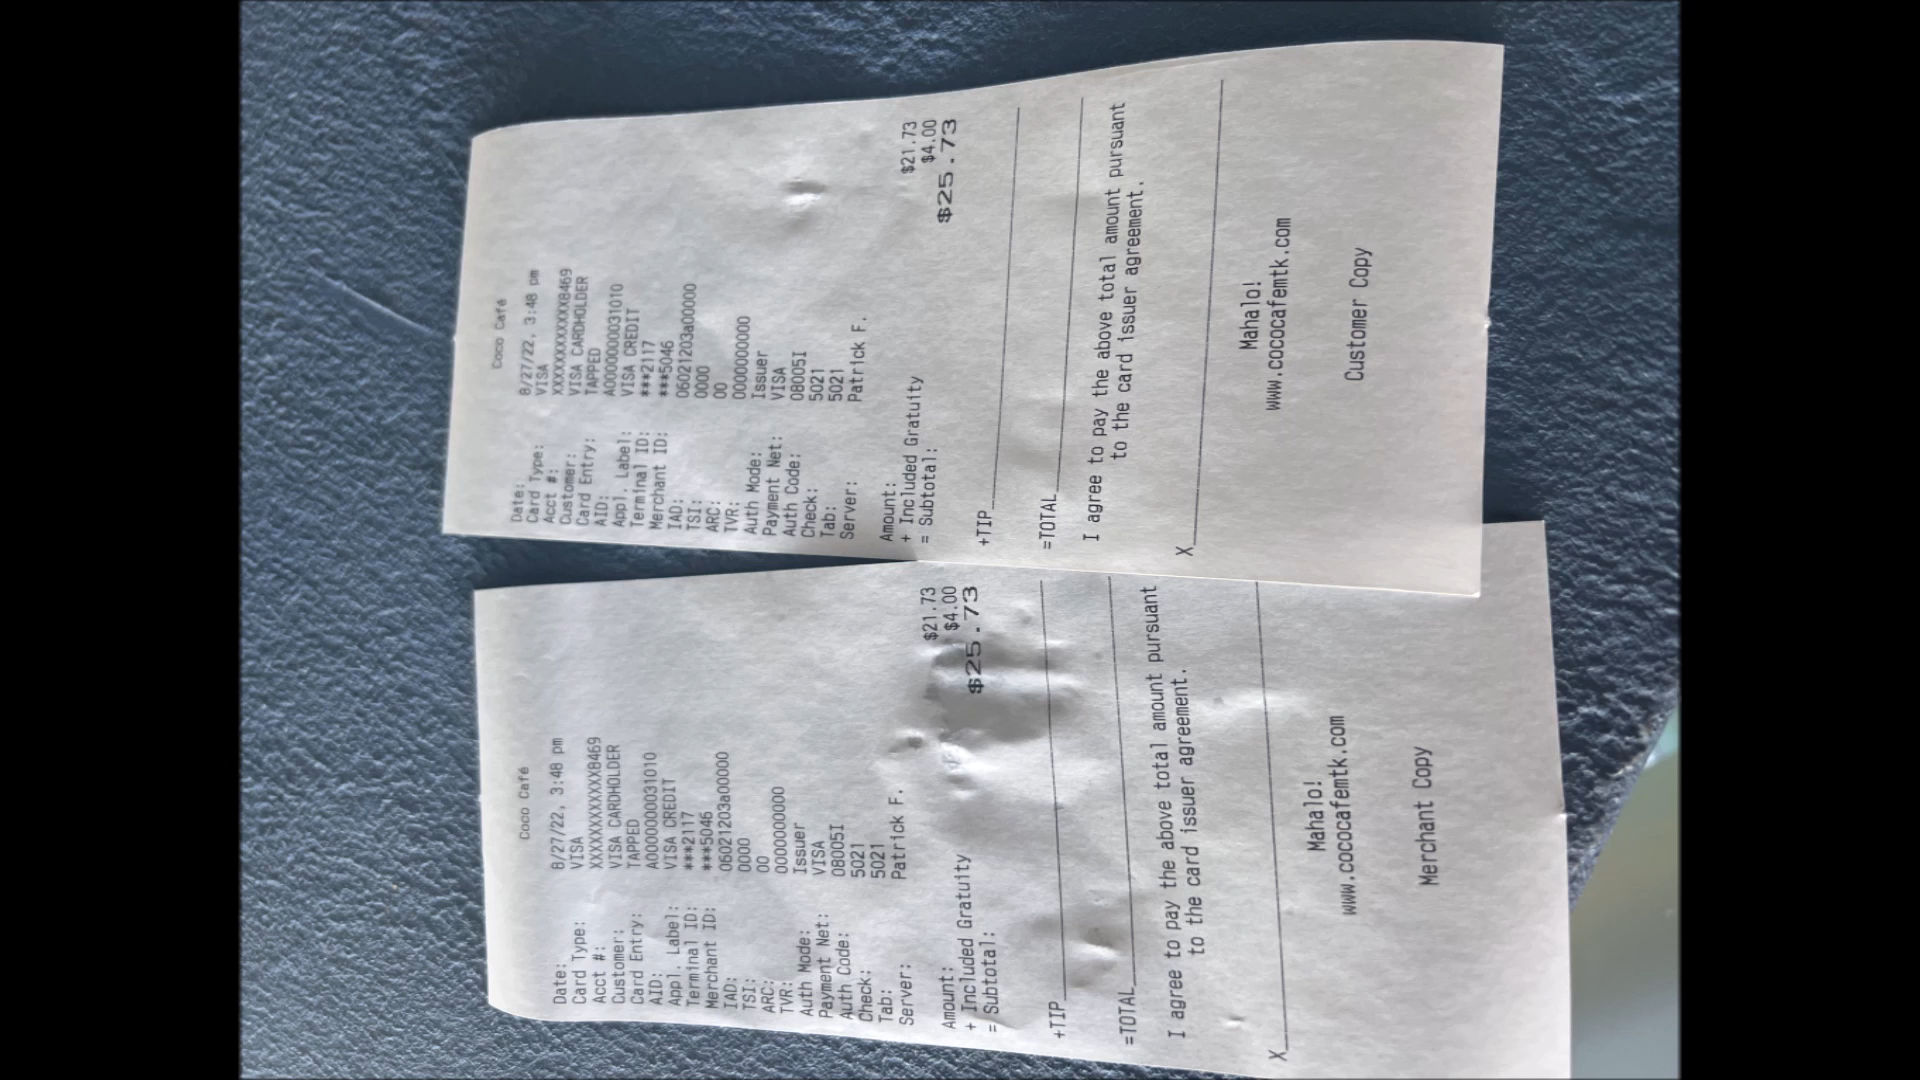 Coco Café
Date: 8/27/22, 3:48 pm
Card Type: VISA
Acct #: XXXXXXXXXXXX8469
Customer: VISA CARDHOLDER
Card Entry: TAPPED
AID: A0000000031010
Appl. Label: VISA CREDIT
Terminal ID: ***2117
Merchant ID: ***5046
IAD: 06021203a00000
TSI: 0000
ARC: 00
TVR: 0000000000
Auth Mode: Issuer
Payment Net: VISA
Auth Code: 08005I
Check: 5021
Tab: 5021
Server: Patrick F.
Amount: $21.73
+ Included Gratuity $4.00
= Subtotal: $25.73
+TIP
=TOTAL
I agree to pay the above total amount pursuant
to the card issuer agreement.
X
Mahalo!
www.cococafemtk.com
Merchant Copy
Coco Café
Date: 8/27/22, 3:48 pm
Card Type: VISA
Acct #: XXXXXXXXXXXX8469
Customer: VISA CARDHOLDER
Card Entry: TAPPED
AID: A0000000031010
Appl. Label: VISA CREDIT
Terminal ID: ***2117
Merchant ID: ***5046
IAD: 06021203a00000
TSI: 0000
ARC: 00
TVR: 0000000000
Auth Mode: Issuer
Payment Net: VISA
Auth Code: 08005I
Check: 5021
Tab: 5021
Server: Patrick F.
Amount: $21.73
+ Included Gratuity $4.00
= Subtotal: $25.73
+TIP
=TOTAL
I agree to pay the above total amount pursuant
to the card issuer agreement.
X
Mahalo!
www.cococafemtk.com
Customer Copy